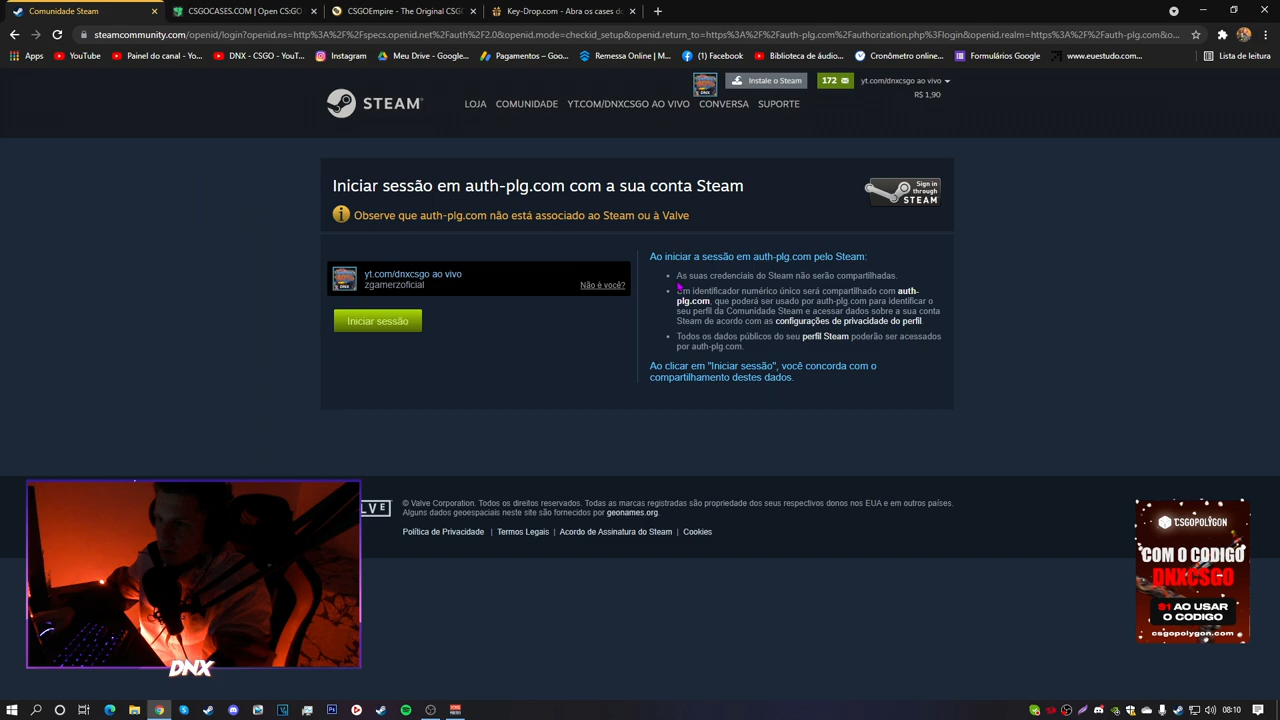 Comunidade Steam
CSGOCASES.COM | Open CS:GO
CSGOEmpire - The Original CSGO
Key-Drop.com - Abra os cases do
steamcommunity.com/openid/login?openid.ns=http%3A%2F%2Fspecs.openid.net%2Fauth%2F2.0&openid.mode=checkid_setup&openid.return_to=https%3A%2F%2Fauth-plg.com%2Fauthorization.php%3Flogin&openid.realm=https%3A%2F%2Fauth-plg.com&o...
Apps
YouTube
Painel do canal - Yo...
DNX - CSGO - YouT...
Instagram
Meu Drive - Google...
Pagamentos - Goog...
Remessa Online | M...
(1) Facebook
Biblioteca de áudio...
Cronômetro online...
Formulários Google
www.euestudo.com...
Lista de leitura
Instale o Steam
172
yt.com/dnxcsgo ao vivo
R$ 1,90
STEAM
LOJA
COMUNIDADE
YT.COM/DNXCSGO AO VIVO
CONVERSA
SUPORTE
Iniciar sessão em auth-plg.com com a sua conta Steam
Sign in
through
STEAM
Observe que auth-plg.com não está associado ao Steam ou à Valve
yt.com/dnxcsgo ao vivo
zgamerzoficial
Não é você?
Iniciar sessão
Ao iniciar a sessão em auth-plg.com pelo Steam:
As suas credenciais do Steam não serão compartilhadas.
Um identificador numérico único será compartilhado com auth-
plg.com, que poderá ser usado por auth-plg.com para identificar o
seu perfil da Comunidade Steam e acessar dados sobre a sua conta
Steam de acordo com as configurações de privacidade do perfil.
Todos os dados públicos do seu perfil Steam poderão ser acessados
por auth-plg.com.
Ao clicar em "Iniciar sessão", você concorda com o
compartilhamento destes dados.
LVE
© Valve Corporation. Todos os direitos reservados. Todas as marcas registradas são propriedade dos seus respectivos donos nos EUA e em outros países.
Alguns dados geoespaciais neste site são fornecidos por geonames.org.
Política de Privacidade | Termos Legais | Acordo de Assinatura do Steam | Cookies
DNX
CSGOPOLYGON
COM O CODIGO
DNXCSGO
$1 AO USAR
O CODIGO
csgopolygon.com
08:10